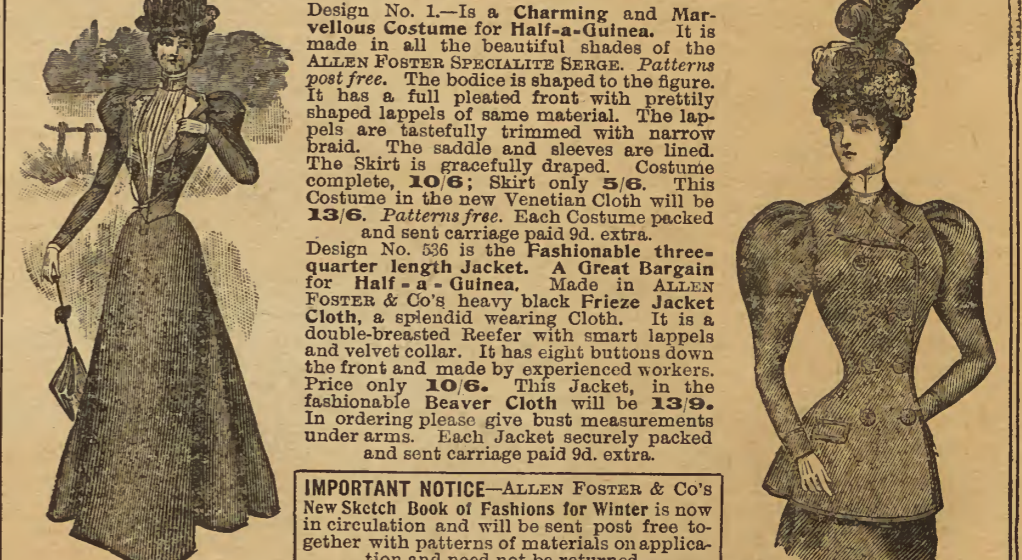 Design No. 1.—Is a Charming and Mar-
vellous Costume for Half-a-Guinea. It is
made in all the beautiful shades of the
ALLEN FOSTER SPECIALITE SERGE. Patterns
post free. The bodice is shaped to the figure.
It has a full pleated front with prettily
shaped lappels of same material. The lap-
pels are tastefully trimmed with narrow
braid. The saddle and sleeves are lined.
The Skirt is gracefully draped. Costume
complete, 10/6; Skirt only 5/6. This
Costume in the new Venetian Cloth will be
13/6. Patterns free. Each Costume packed
and sent carriage paid 9d. extra.
Design No. 536 is the Fashionable three-
quarter length Jacket. A Great Bargain
for Half-a-Guinea. Made in ALLEN
FOSTER & Co's heavy black Frieze Jacket
Cloth, a splendid wearing Cloth. It is a
double-breasted Reefer with smart lappels
and velvet collar. It has eight buttons down
the front and made by experienced workers.
Price only 10/6. This Jacket, in the
fashionable Beaver Cloth will be 13/9.
In ordering please give bust measurements
under arms. Each Jacket securely packed
and sent carriage paid 9d. extra.
IMPORTANT NOTICE—ALLEN FOSTER & Co's
New Sketch Book of Fashions for Winter is now
in circulation and will be sent post free to-
gether with patterns of materials on applica-
tion and need not be returned